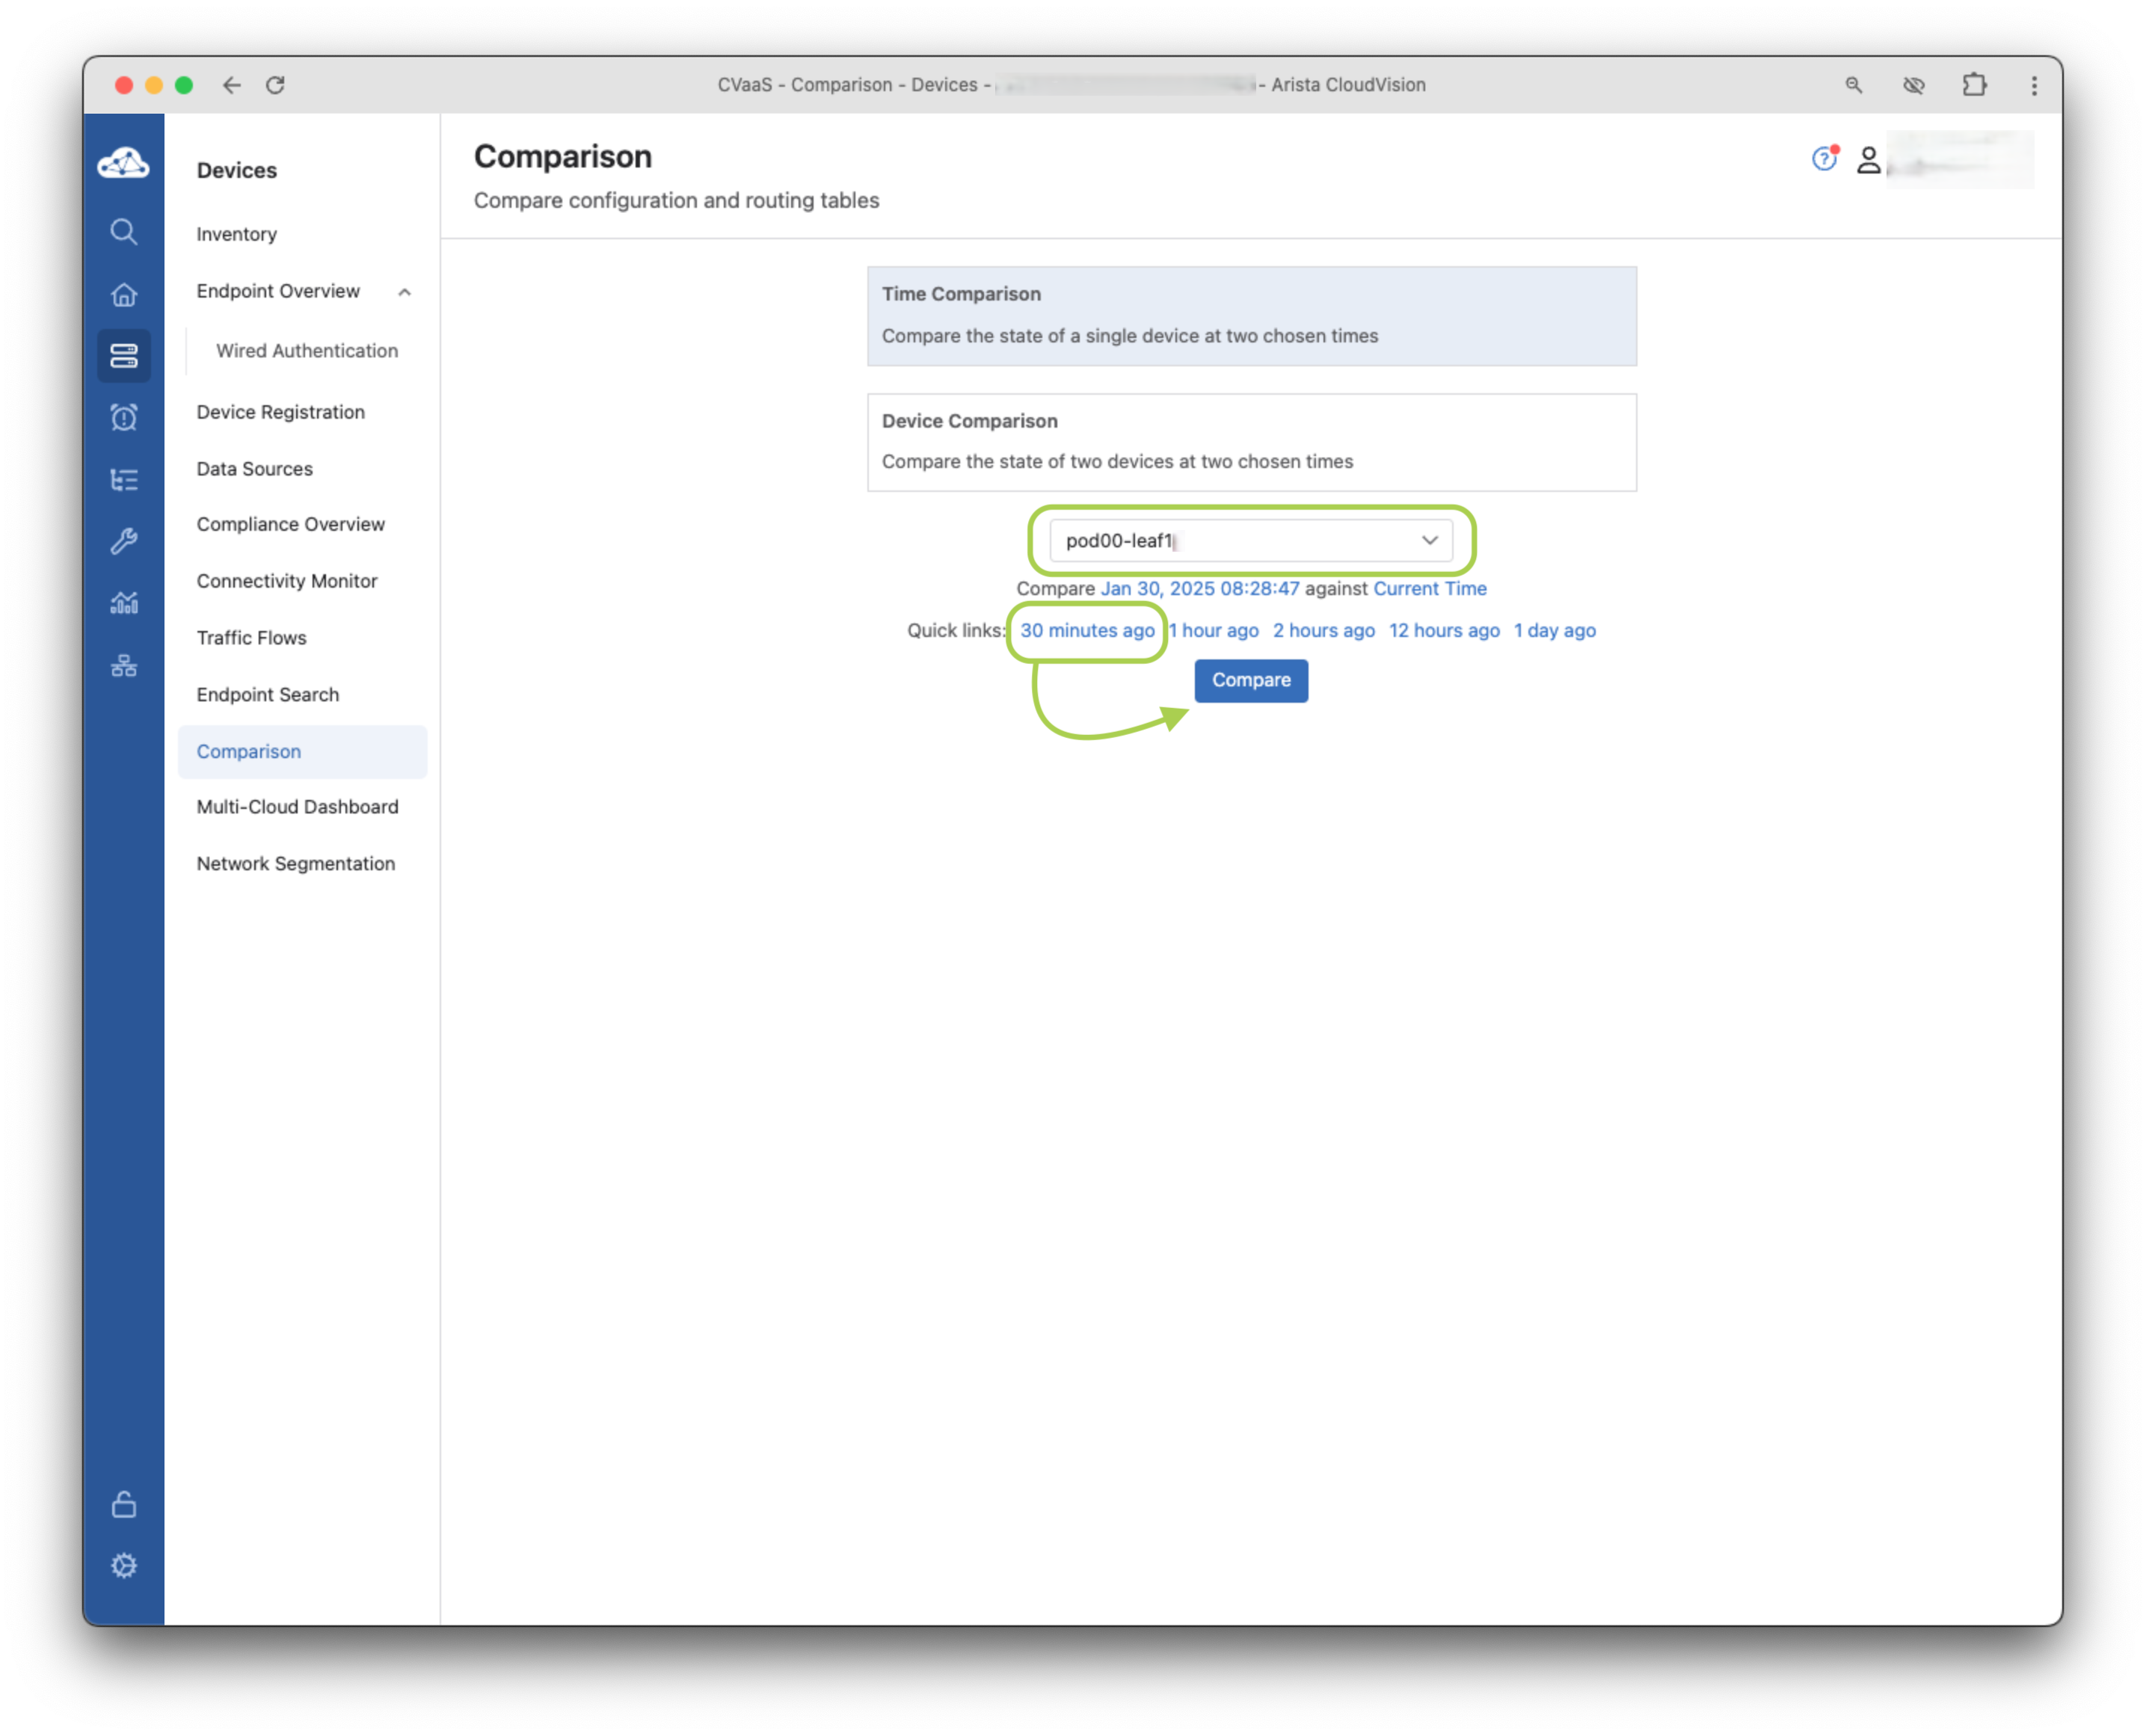 CVaaS - Comparison - Devices - - Arista CloudVision
Devices
Inventory
Endpoint Overview
Wired Authentication
Device Registration
Data Sources
Compliance Overview
Connectivity Monitor
Traffic Flows
Endpoint Search
Comparison
Multi-Cloud Dashboard
Network Segmentation
Comparison
Compare configuration and routing tables
?
Time Comparison
Compare the state of a single device at two chosen times
Device Comparison
Compare the state of two devices at two chosen times
pod00-leaf1
Compare Jan 30, 2025 08:28:47 against Current Time
Quick links: 30 minutes ago 1 hour ago 2 hours ago 12 hours ago 1 day ago
Compare